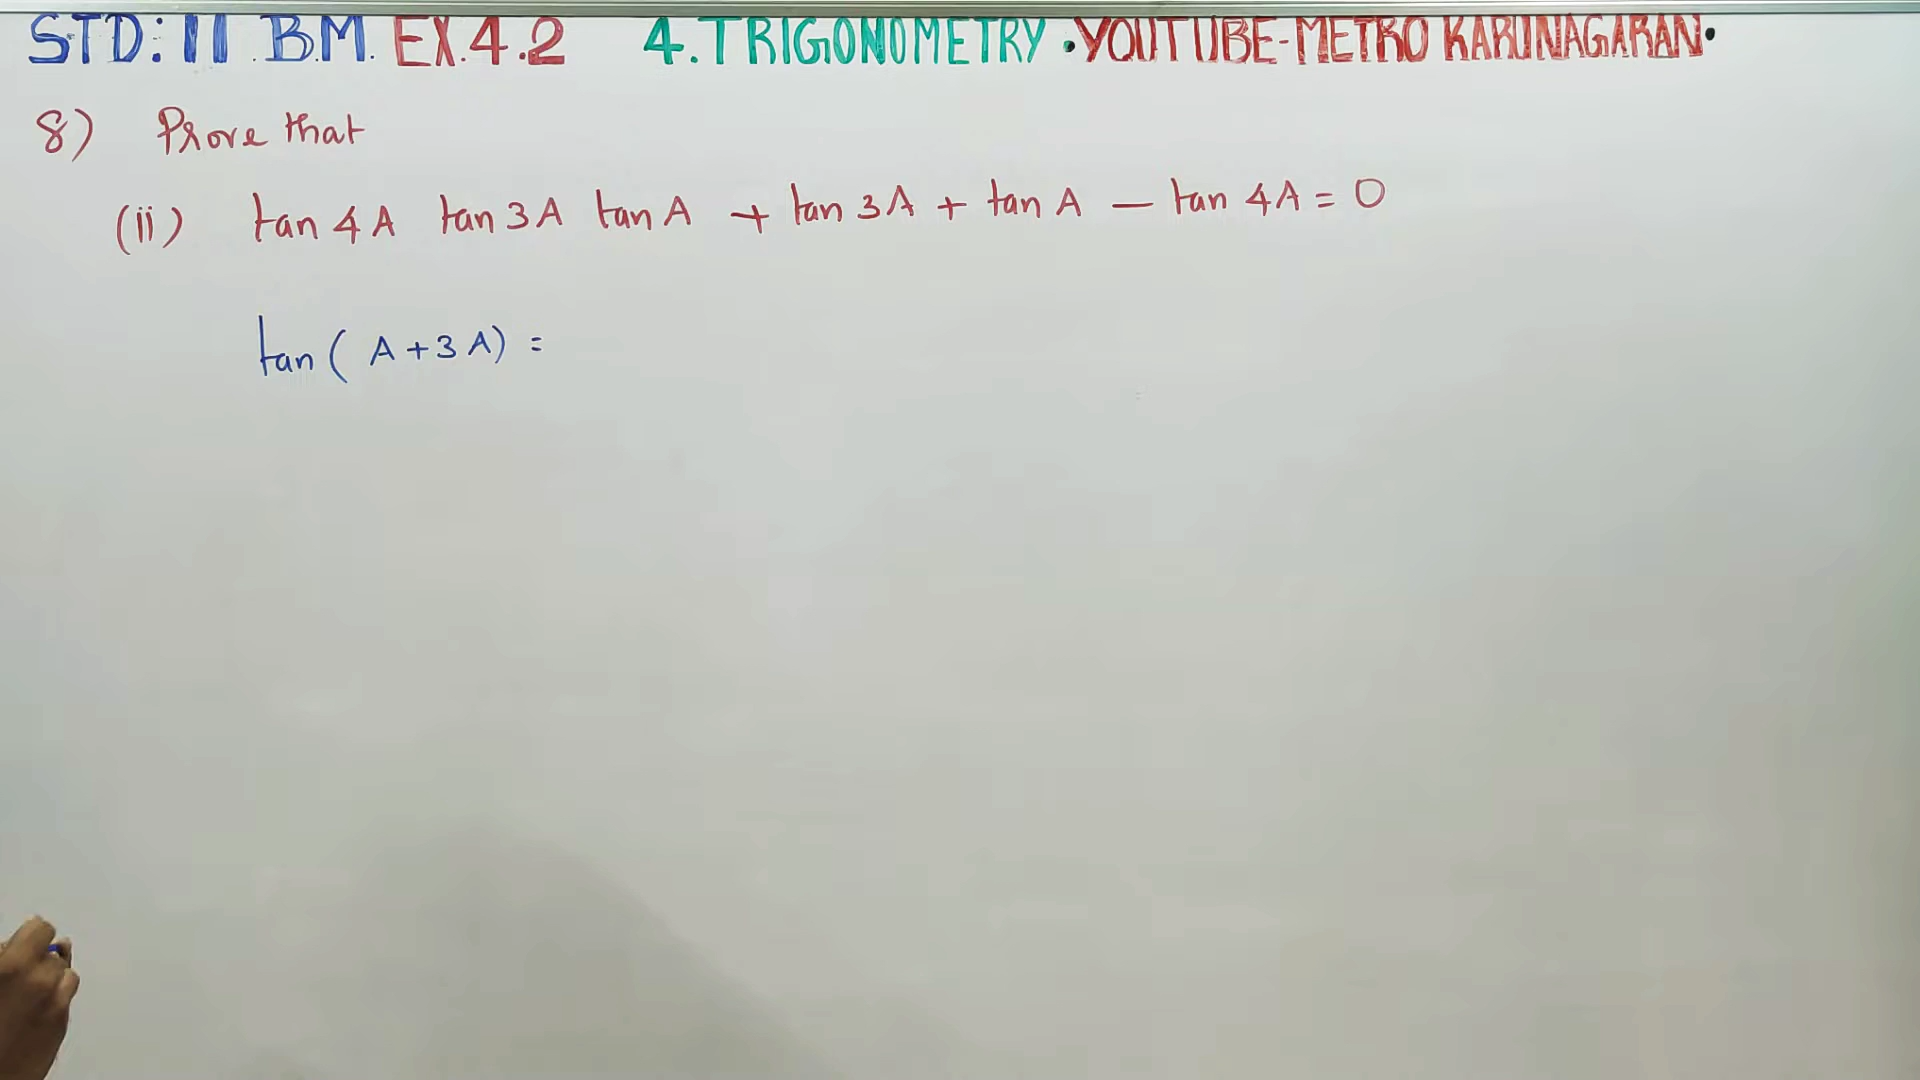 STD: 11 B.M. EX.4.2 4. TRIGONOMETRY • YOUTUBE-METRO KARUNAGARAN •
8) Prove that
(ii) tan 4A tan 3A tan A + tan 3A + tan A – tan 4A = 0
tan ( A+3A) =